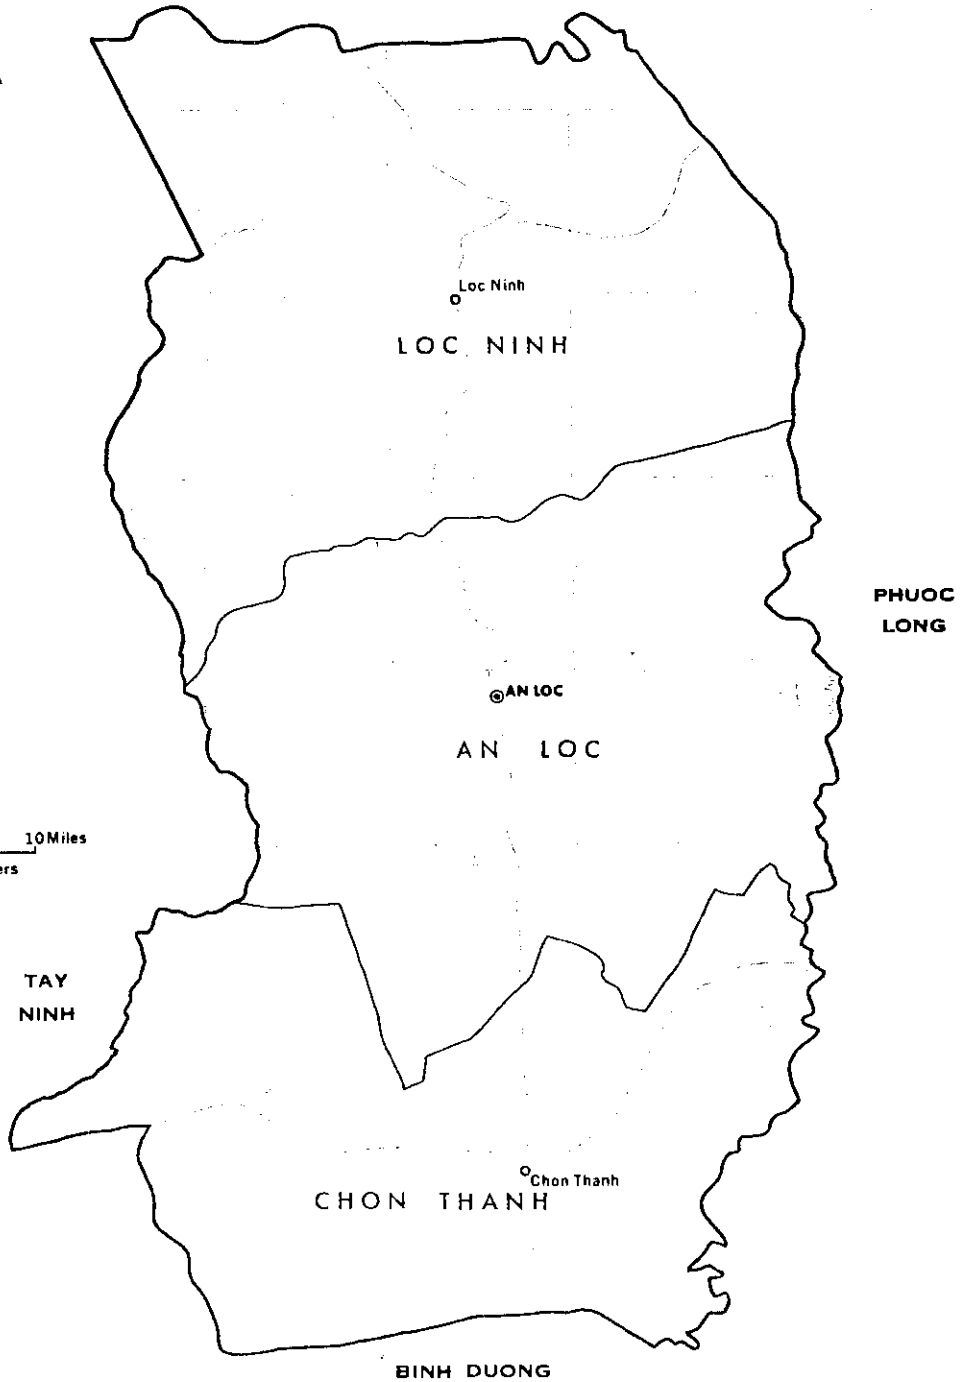 Loc Ninh
LOC NINH
PHUOC
LONG
AN LOC
AN LOC
10 Miles
ers
TAY
NINH
Chon Thanh
CHON THANH
BINH DUONG